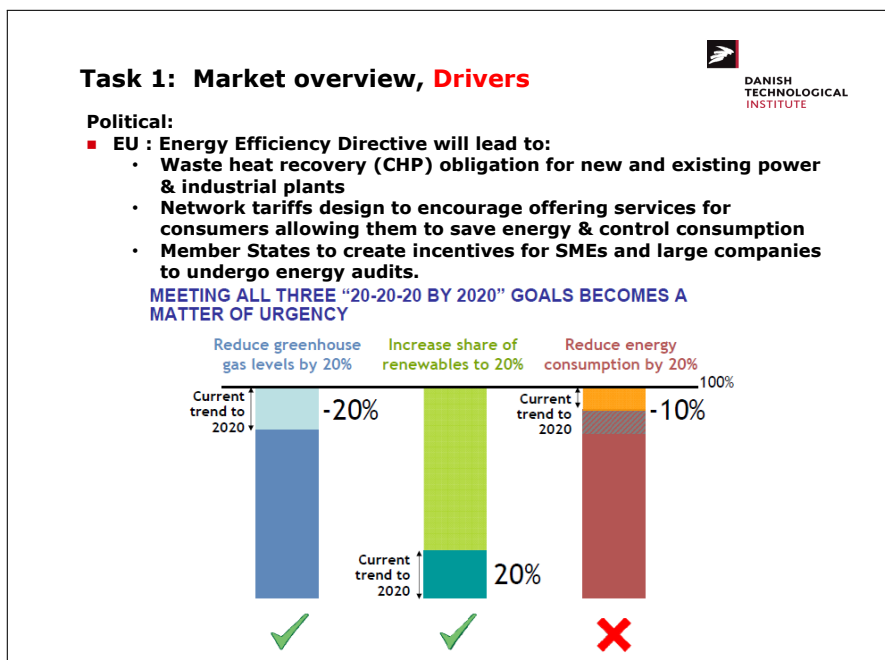 Task 1: Market overview, Drivers
DANISH
TECHNOLOGICAL
INSTITUTE
Political:
■ EU : Energy Efficiency Directive will lead to:
• Waste heat recovery (CHP) obligation for new and existing power
& industrial plants
• Network tariffs design to encourage offering services for
consumers allowing them to save energy & control consumption
• Member States to create incentives for SMEs and large companies
to undergo energy audits.
MEETING ALL THREE “20-20-20 BY 2020” GOALS BECOMES A
MATTER OF URGENCY
Reduce greenhouse
gas levels by 20%
Increase share of
renewables to 20%
Reduce energy
consumption by 20%
100%
Current
trend to
2020
-20%
Current
trend to
2020
-10%
Current
trend to
2020
20%